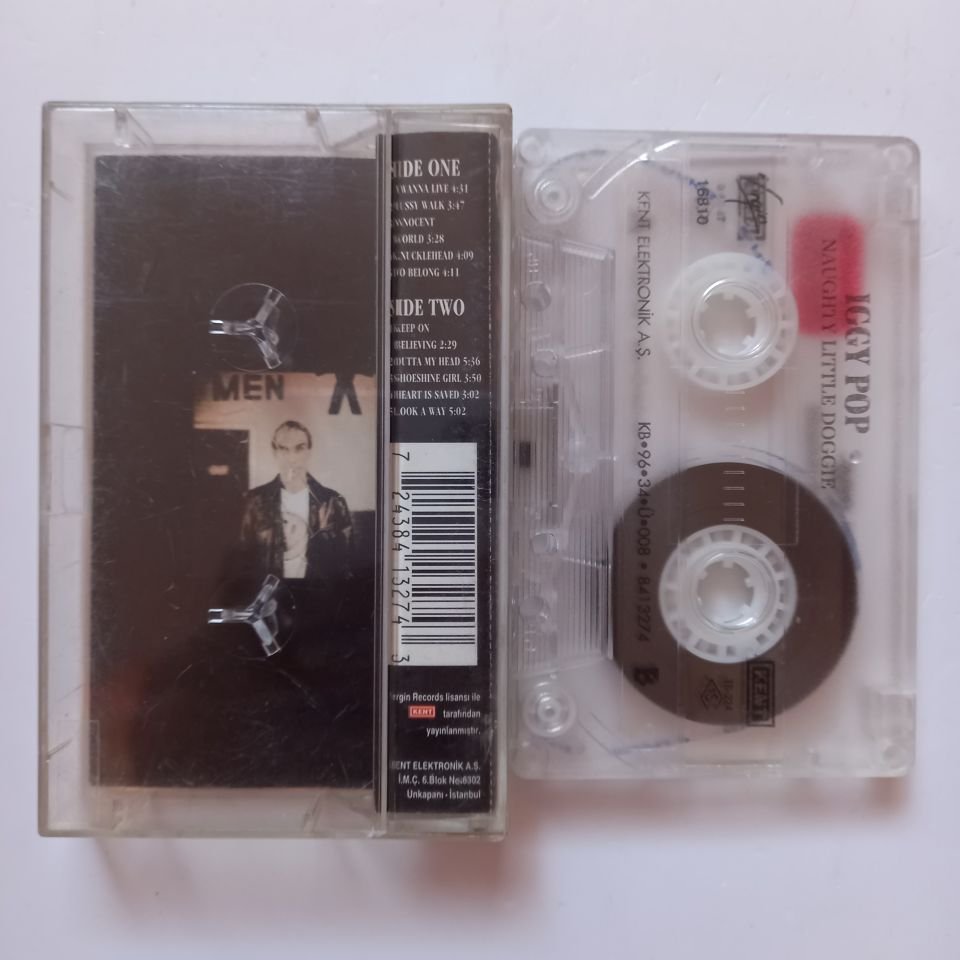 MEN
SIDE ONE
I WANNA LIVE 4:31
PUSSY WALK 3:47
INNOCENT
WORLD 3:28
KNUCKLEHEAD 4:09
TO BELONG 4:11
SIDE TWO
KEEP ON
BELIEVING 2:29
OUTTA MY HEAD 5:36
SHOESHINE GIRL 3:50
HEART IS SAVED 3:02
LOOK A WAY 5:02
7 24384 13274 3
Virgin Records lisansı ile
KENT tarafından
yayınlanmıştır.
KENT ELEKTRONİK A.Ş.
İ.M.Ç. 6.Blok No:6302
Unkapanı - İstanbul
IGGY POP
NAUGHTY LITTLE DOGGIE
Virgin
16810
KENT ELEKTRONİK A.Ş.
KB•96•34•Ü•008 • 8413274
B
KENT